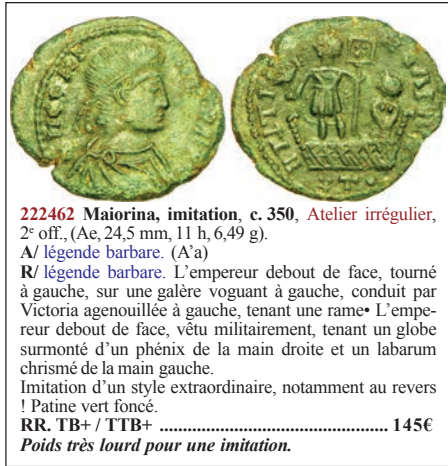 222462 Maiorina, imitation, c. 350, Atelier irrégulier,
2e off., (Ae, 24,5 mm, 11 h, 6,49 g).
A/ légende barbare. (A'a)
R/ légende barbare. L'empereur debout de face, tourné
à gauche, sur une galère voguant à gauche, conduit par
Victoria agenouillée à gauche, tenant une rame• L'empe-
reur debout de face, vêtu militairement, tenant un globe
surmonté d'un phénix de la main droite et un labarum
chrismé de la main gauche.
Imitation d'un style extraordinaire, notamment au revers
! Patine vert foncé.
RR. TB+ / TTB+ ................................................ 145€
Poids très lourd pour une imitation.